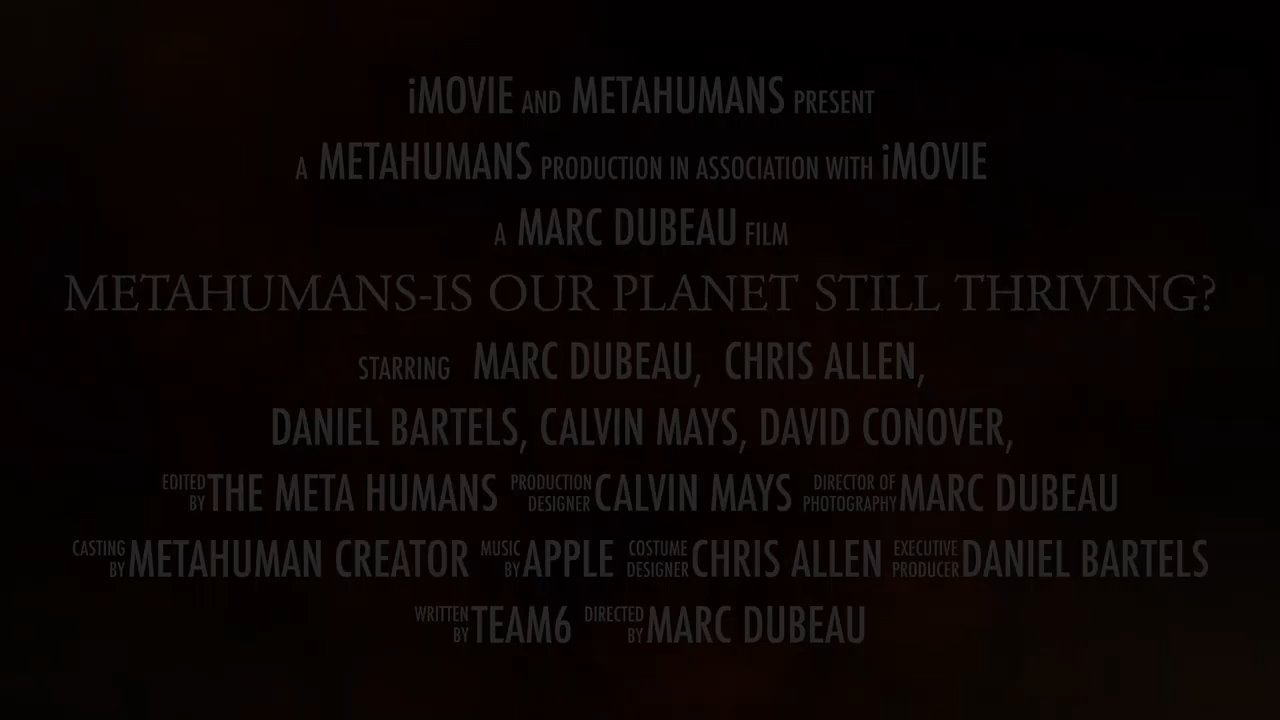 iMOVIE AND METAHUMANS PRESENT
A METAHUMANS PRODUCTION IN ASSOCIATION WITH iMOVIE
A MARC DUBEAU FILM
METAHUMANS-IS OUR PLANET STILL THRIVING?
STARRING MARC DUBEAU, CHRIS ALLEN,
DANIEL BARTELS, CALVIN MAYS, DAVID CONOVER,
EDITED BY THE META HUMANS PRODUCTION DESIGNER CALVIN MAYS DIRECTOR OF PHOTOGRAPHY MARC DUBEAU
CASTING BY METAHUMAN CREATOR MUSIC BY APPLE COSTUME DESIGNER CHRIS ALLEN EXECUTIVE PRODUCER DANIEL BARTELS
WRITTEN BY TEAM6 DIRECTED BY MARC DUBEAU